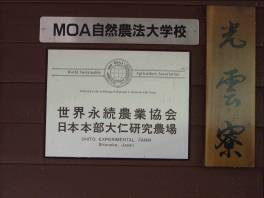 MOA自然農法大学校
World Sustainable
Agriculture Association
世界永続農業協会
日本本部大仁研究農場
OHITO EXPERIMENTAL FARM
Shizuoka, Japan
光雲寮